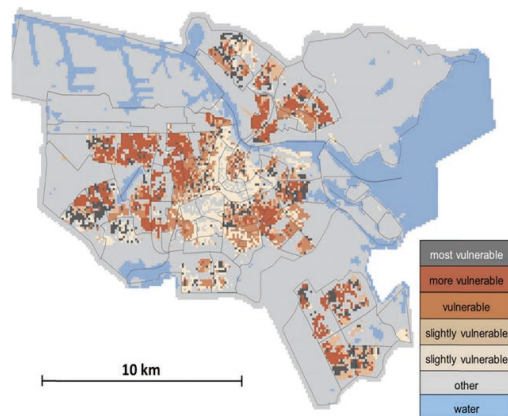 most vulnerable
more vulnerable
vulnerable
slightly vulnerable
slightly vulnerable
other
water
10 km